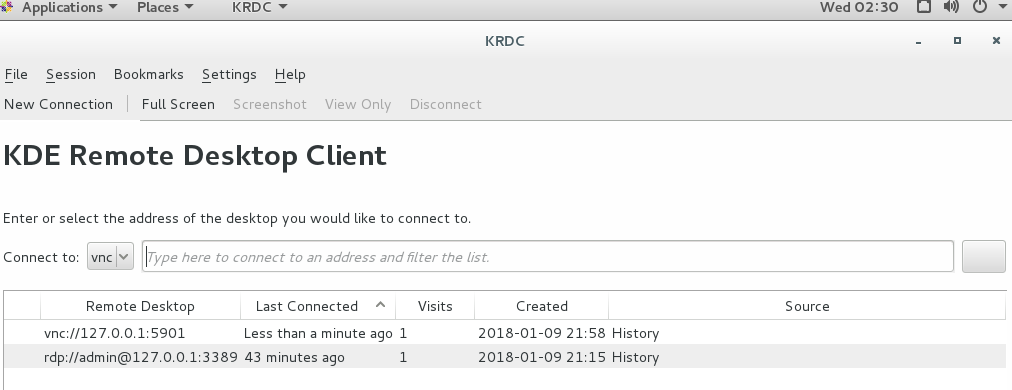 Applications Places KRDC Wed 02:30
KRDC
File Session Bookmarks Settings Help
New Connection Full Screen Screenshot View Only Disconnect
KDE Remote Desktop Client
Enter or select the address of the desktop you would like to connect to.
Connect to: vnc Type here to connect to an address and filter the list.
Remote Desktop Last Connected Visits Created Source
vnc://127.0.0.1:5901 Less than a minute ago 1 2018-01-09 21:58 History
rdp://admin@127.0.0.1:3389 43 minutes ago 1 2018-01-09 21:15 History